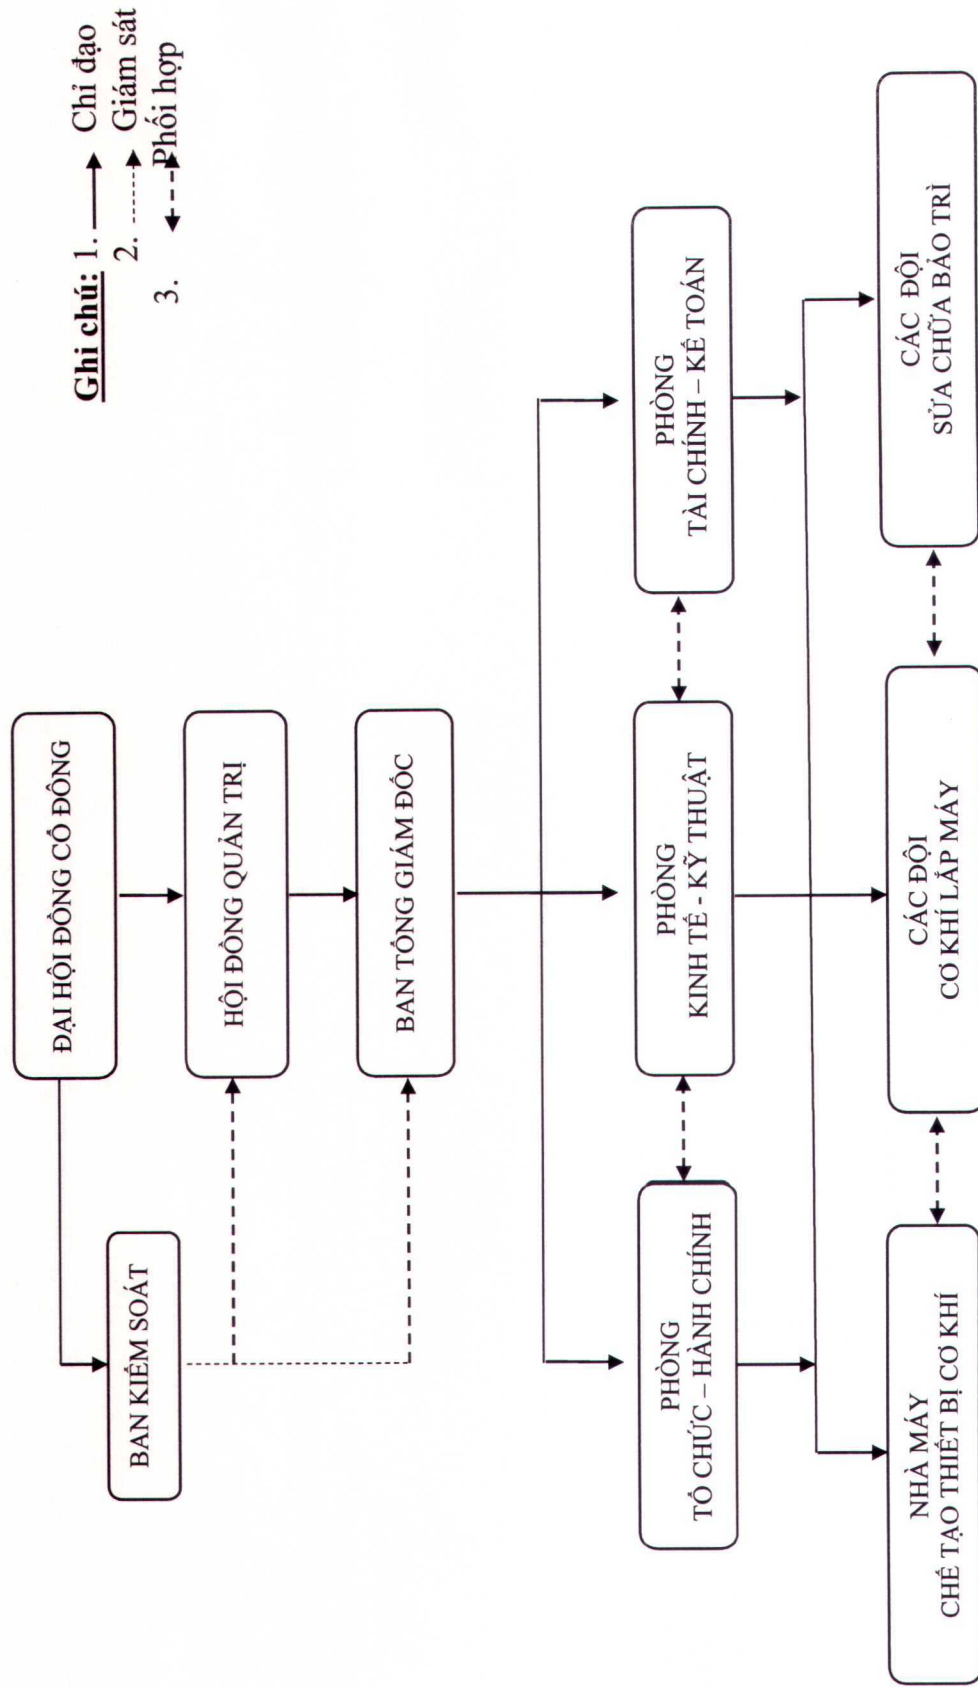 Ghi chú: 1. Chỉ đạo
2. Giám sát
3. Phối hợp
ĐẠI HỘI ĐỒNG CỔ ĐÔNG
BAN KIỂM SOÁT
HỘI ĐỒNG QUẢN TRỊ
BAN TỔNG GIÁM ĐỐC
PHÒNG
TỔ CHỨC – HÀNH CHÍNH
PHÒNG
KINH TẾ - KỸ THUẬT
PHÒNG
TÀI CHÍNH – KẾ TOÁN
NHÀ MÁY
CHẾ TẠO THIẾT BỊ CƠ KHÍ
CÁC ĐỘI
CƠ KHÍ LẮP MÁY
CÁC ĐỘI
SỬA CHỮA BẢO TRÌ